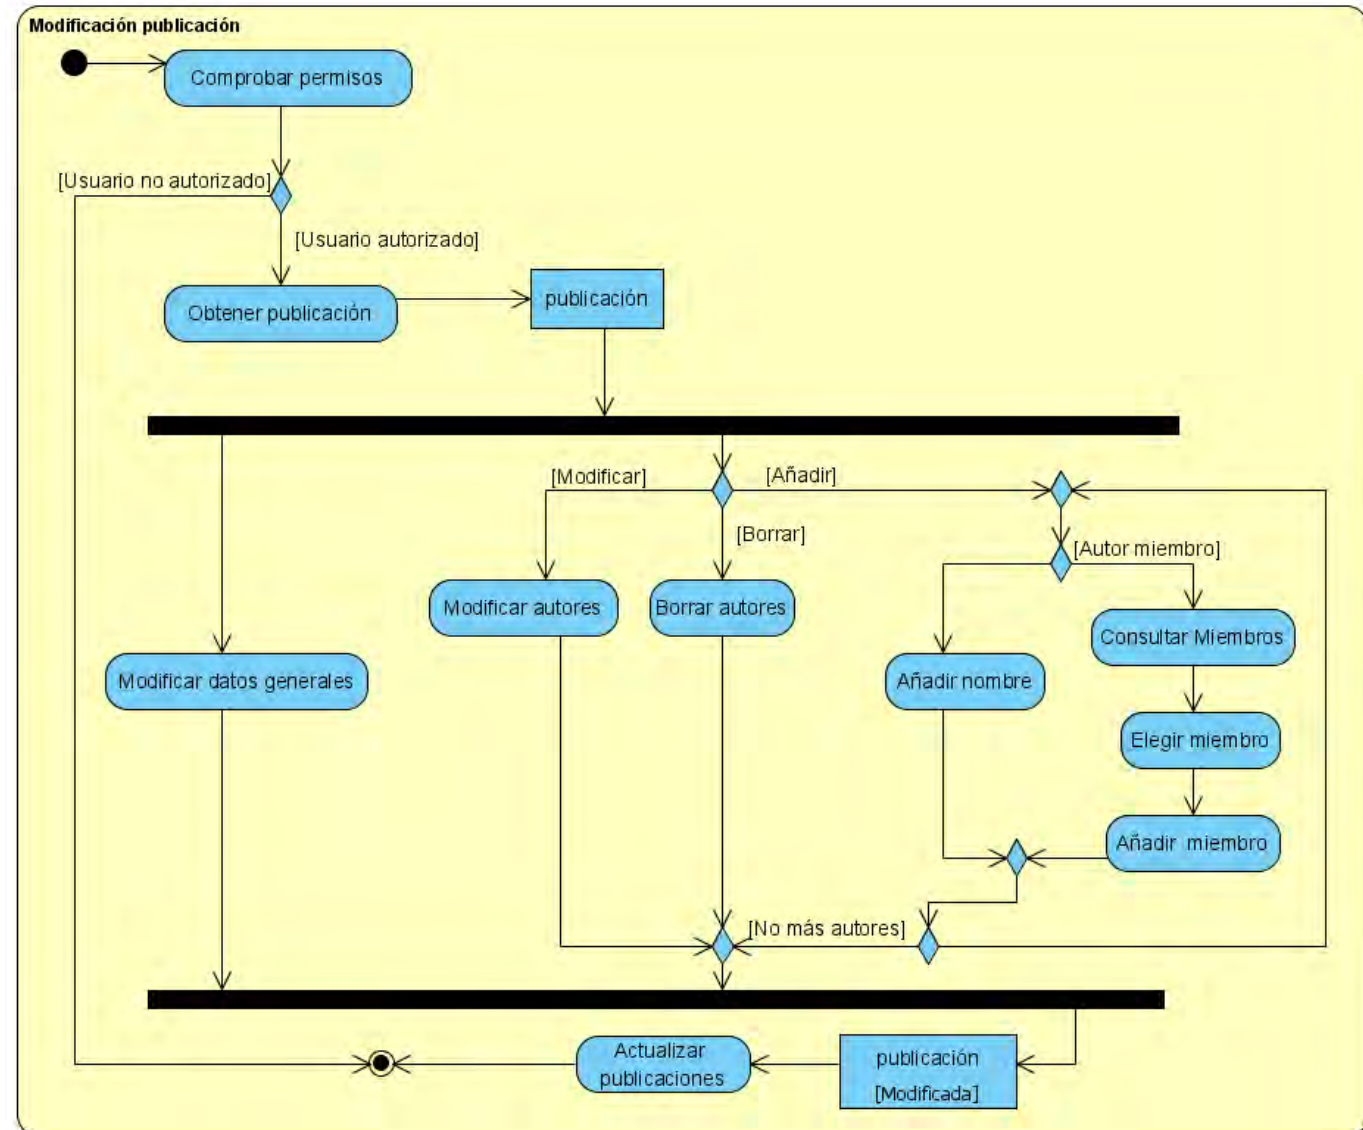 Modificación publicación
Comprobar permisos
[Usuario no autorizado]
[Usuario autorizado]
Obtener publicación
publicación
[Modificar]
[Añadir]
[Borrar]
[Autor miembro]
Modificar autores
Borrar autores
Consultar Miembros
Modificar datos generales
Añadir nombre
Elegir miembro
Añadir miembro
[No más autores]
Actualizar
publicaciones
publicación
[Modificada]